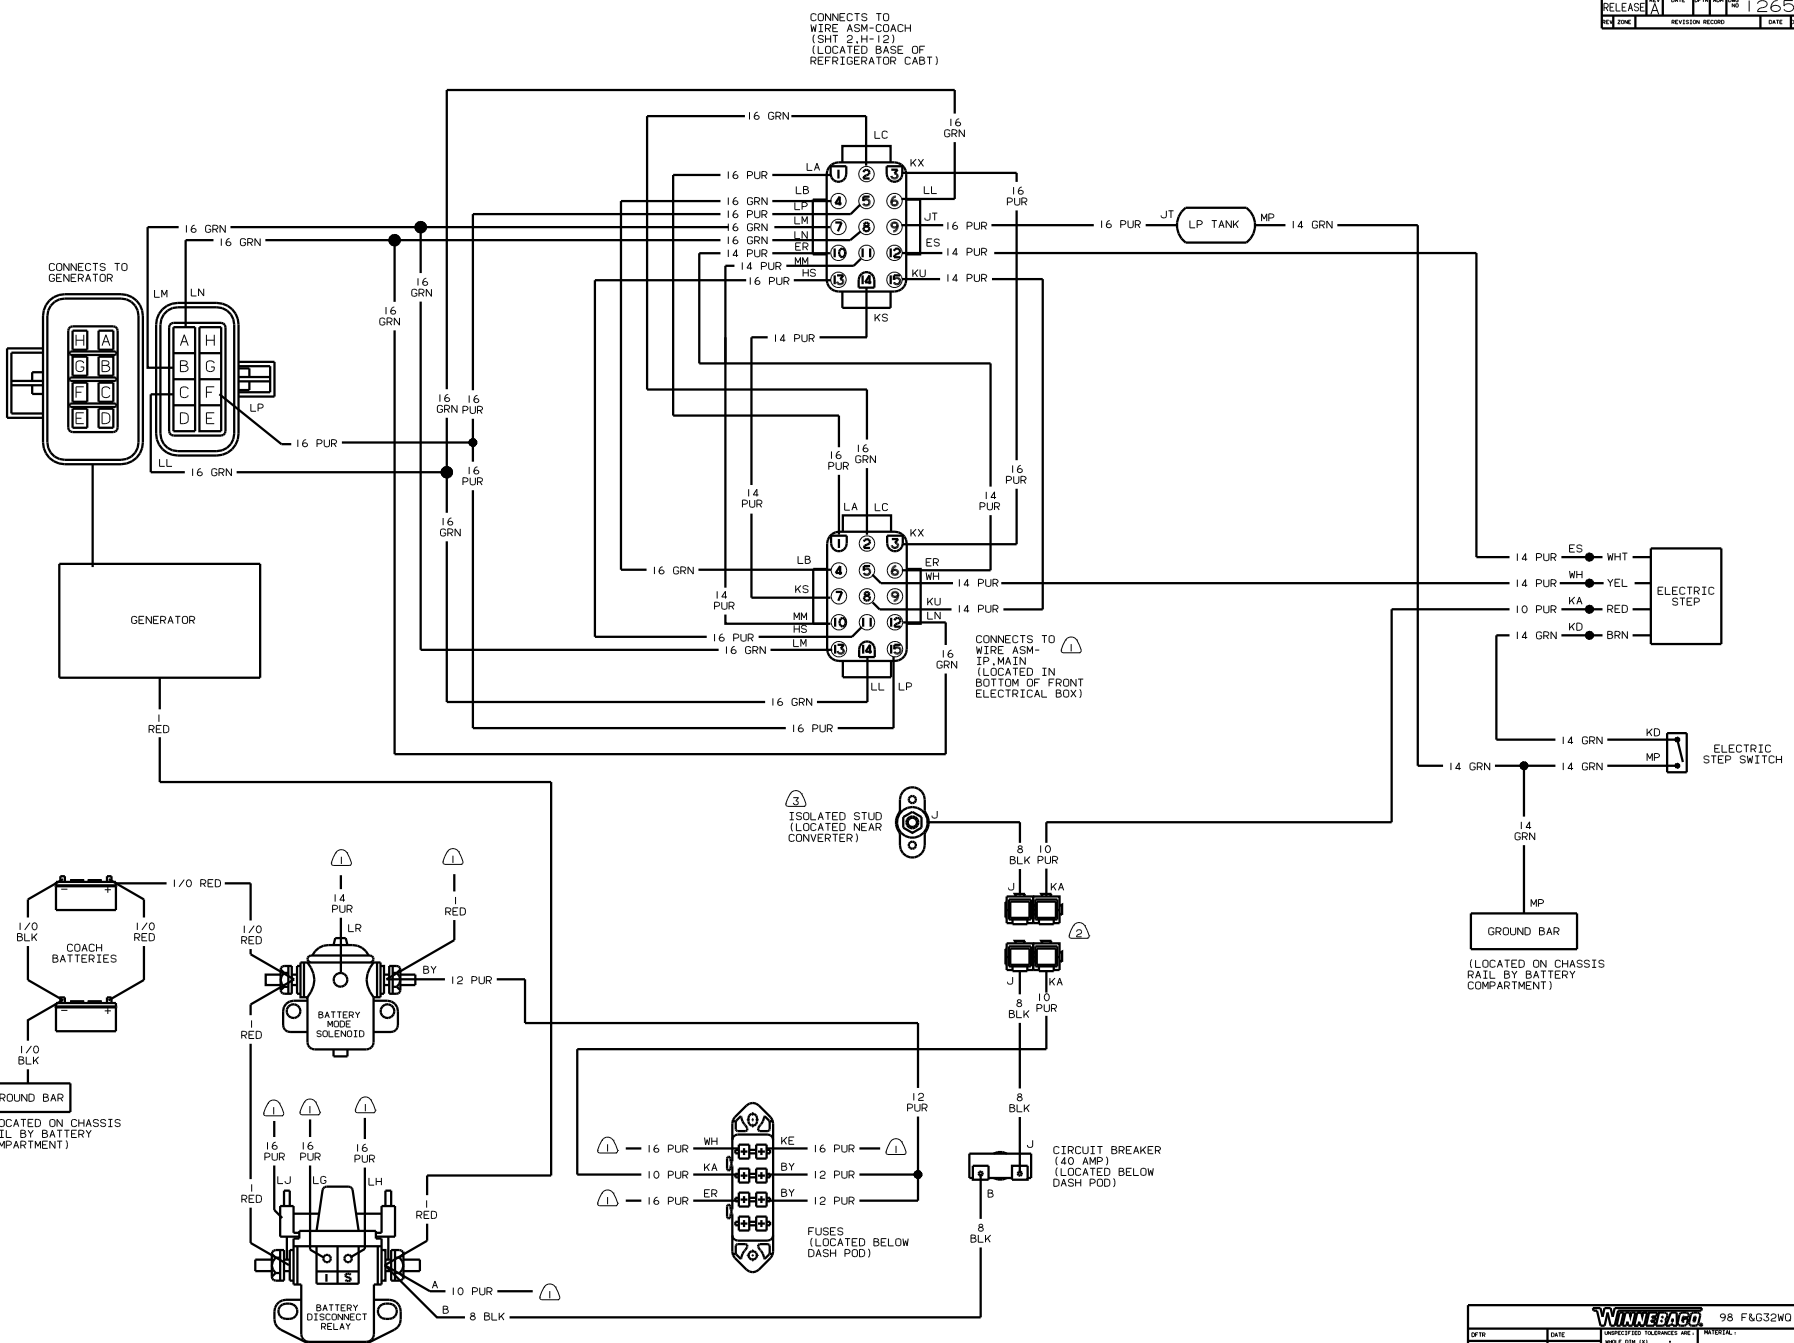 CONNECTS TO
WIRE ASM-COACH
(SHT 2,H-12)
(LOCATED BASE OF
REFRIGERATOR CABT)
RELEASE
A
NO
1265
REV ZONE REVISION RECORD DATE
16 GRN
LC
16
GRN
LA
KX
16 PUR
1 2 3
LB
LL
16 GRN
4 5 6
LP
16 PUR
16
PUR
16 GRN
LM
16 GRN
7 8 9
JT
16 PUR
16 PUR
JT
LP TANK
MP
14 GRN
16 GRN
LN
16 GRN
ER
14 PUR
10 11 12
ES
14 PUR
MM
14 PUR
HS
16 PUR
13 14 15
KU
14 PUR
KS
14 PUR
CONNECTS TO
GENERATOR
LM LN
16
GRN
16
GRN
H A
G B
F C
E D
A H
B G
C F
D E
LP
16 PUR
LL
16 GRN
16
GRN
16
PUR
16
PUR
16
GRN
16
PUR
16
GRN
16
PUR
14
PUR
14
PUR
LA LC
KX
1 2 3
LB
16 GRN
4 5 6
ER
WH
14 PUR
KS
7 8 9
KU
14 PUR
14
PUR
MM
10 11 12
LN
HS
16 PUR
LM
16 GRN
13 14 15
16
GRN
LL LP
16 GRN
16 PUR
CONNECTS TO
WIRE ASM-
IP,MAIN
(LOCATED IN
BOTTOM OF FRONT
ELECTRICAL BOX)
1
14 PUR ES WHT
14 PUR WH YEL
10 PUR KA RED
14 GRN KD BRN
ELECTRIC
STEP
14 GRN KD
14 GRN
14 GRN MP
ELECTRIC
STEP SWITCH
14
GRN
MP
GROUND BAR
(LOCATED ON CHASSIS
RAIL BY BATTERY
COMPARTMENT)
GENERATOR
1
RED
3
ISOLATED STUD
(LOCATED NEAR
CONVERTER)
J
8
BLK
10
PUR
J KA
2
J KA
8
BLK
10
PUR
8
BLK
1/0 RED
- +
1/0
BLK
1/0
RED
COACH
BATTERIES
- +
1/0
BLK
ROUND BAR
OCATED ON CHASSIS
IL BY BATTERY
MPARTMENT)
1/0
RED
1
14
PUR
LR
1
1
RED
BY
12 PUR
BATTERY
MODE
SOLENOID
1
RED
1 1 1
16
PUR
16
PUR
16
PUR
LJ LG LH
1
RED
1
RED
I S
BATTERY
DISCONNECT
RELAY
A
10 PUR
1
B
8 BLK
12
PUR
1
16 PUR WH
KE 16 PUR
1
10 PUR KA
BY 12 PUR
1
16 PUR ER
BY 12 PUR
FUSES
(LOCATED BELOW
DASH POD)
J
B
8
BLK
CIRCUIT BREAKER
(40 AMP)
(LOCATED BELOW
DASH POD)
WINNEBAGO.
98 F&G32WQ
DFTR DATE
UNSPECIFIED TOLERANCES ARE:
MATERIAL: